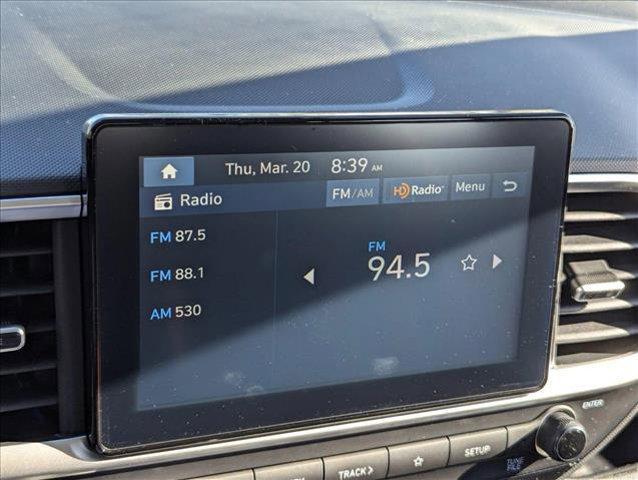 Thu, Mar. 20 8:39 AM
Radio FM/AM HD Radio Menu
FM 87.5
FM 88.1
AM 530
FM
94.5
ENTER
TRACK > SETUP TUNE
FILE